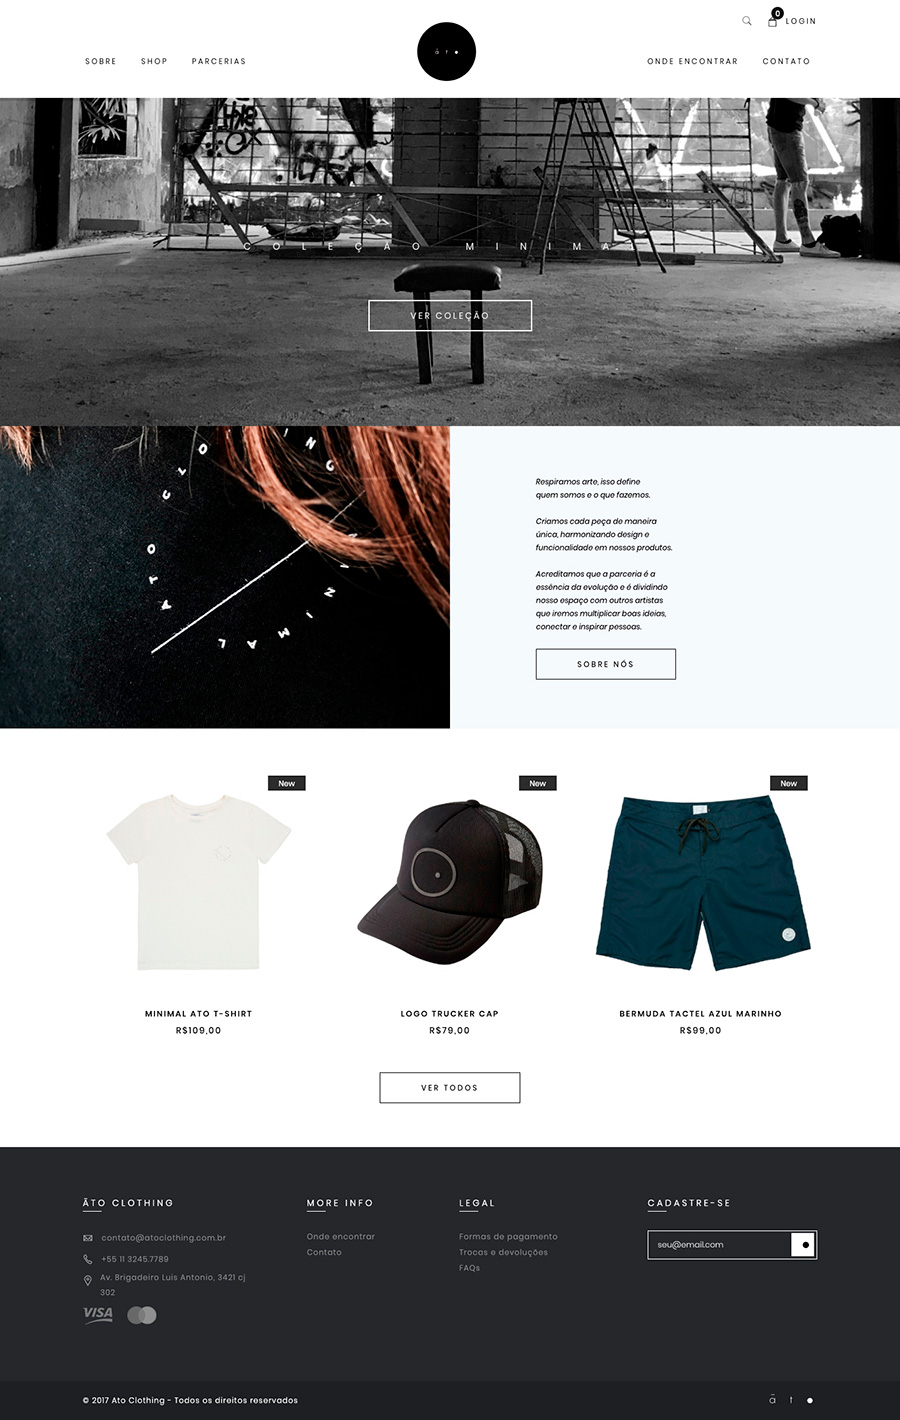 0
LOGIN
SOBRE SHOP PARCERIAS
ā t
ONDE ENCONTRAR CONTATO
COLEÇÃO MINIMAL
VER COLEÇÃO
ATO CLOTHING
MINIMAL
Respiramos arte, isso define
quem somos e o que fazemos.
Criamos cada peça de maneira
única, harmonizando design e
funcionalidade em nossos produtos.
Acreditamos que a parceria é a
essência da evolução e é dividindo
nosso espaço com outros artistas
que iremos multiplicar boas ideias,
conectar e inspirar pessoas.
SOBRE NÓS
New
New
New
MINIMAL ATO T-SHIRT
R$109,00
LOGO TRUCKER CAP
R$79,00
BERMUDA TACTEL AZUL MARINHO
R$99,00
VER TODOS
ĀTO CLOTHING
contato@atoclothing.com.br
+55 11 3245.7789
Av. Brigadeiro Luis Antonio, 3421 cj
302
VISA
MORE INFO
Onde encontrar
Contato
LEGAL
Formas de pagamento
Trocas e devoluções
FAQs
CADASTRE-SE
seu@email.com
© 2017 Ato Clothing - Todos os direitos reservados
ā t